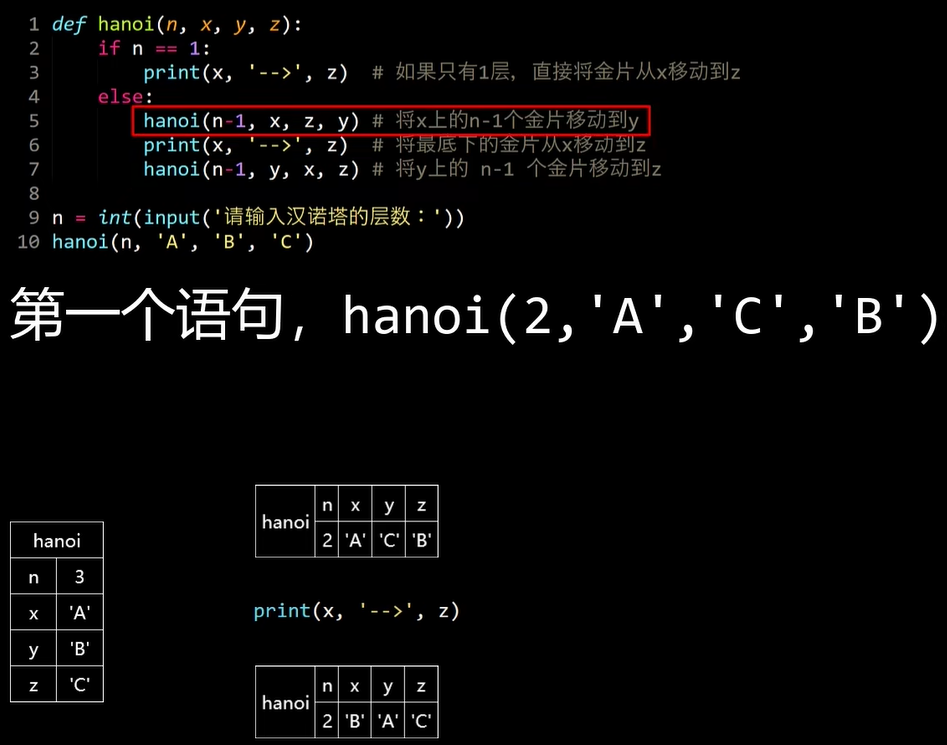 1 def hanoi(n, x, y, z):
2     if n == 1:
3         print(x, '-->', z)  # 如果只有1层，直接将金片从x移动到z
4     else:
5         hanoi(n-1, x, z, y) # 将x上的n-1个金片移动到y
6         print(x, '-->', z)  # 将最底下的金片从x移动到z
7         hanoi(n-1, y, x, z) # 将y上的 n-1 个金片移动到z
8
9 n = int(input('请输入汉诺塔的层数：'))
10 hanoi(n, 'A', 'B', 'C')
第一个语句，hanoi(2,'A','C','B')
hanoi
n 3
x 'A'
y 'B'
z 'C'
n x y z
hanoi
2 'A' 'C' 'B'
print(x, '-->', z)
n x y z
hanoi
2 'B' 'A' 'C'